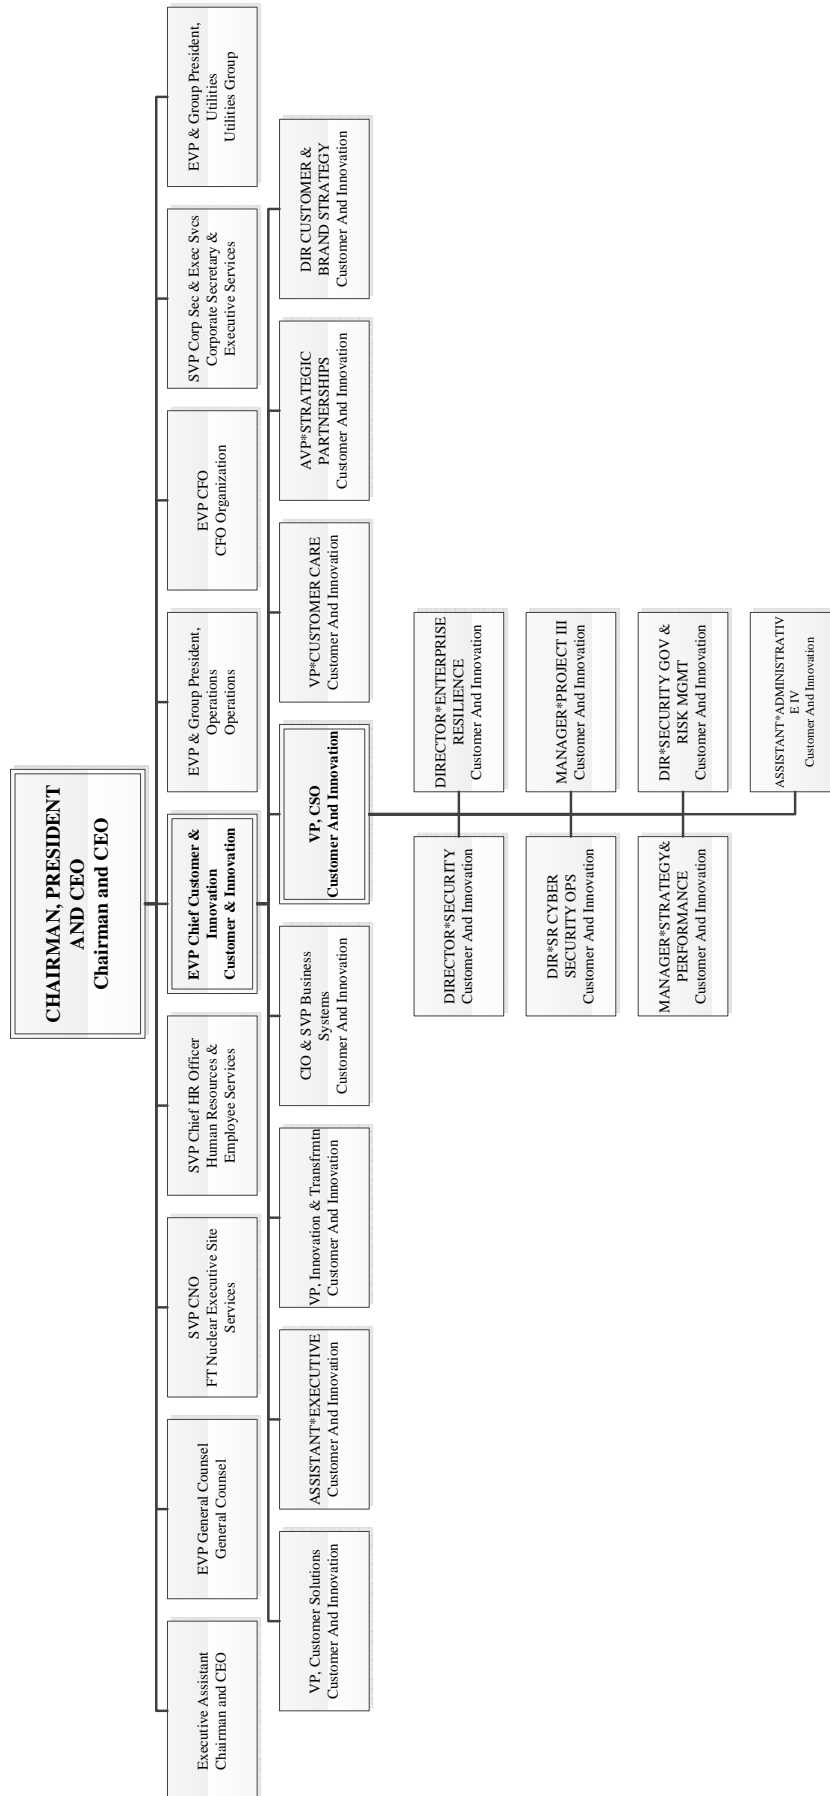 CHAIRMAN, PRESIDENT
AND CEO
Chairman and CEO
Executive Assistant
Chairman and CEO
EVP General Counsel
General Counsel
SVP CNO
FT Nuclear Executive Site
Services
SVP Chief HR Officer
Human Resources &
Employee Services
EVP Chief Customer &
Innovation
Customer & Innovation
EVP & Group President,
Operations
Operations
EVP CFO
CFO Organization
SVP Corp Sec & Exec Svcs
Corporate Secretary &
Executive Services
EVP & Group President,
Utilities
Utilities Group
VP, Customer Solutions
Customer And Innovation
ASSISTANT*EXECUTIVE
Customer And Innovation
VP, Innovation & Transfrmtn
Customer And Innovation
CIO & SVP Business
Systems
Customer And Innovation
VP, CSO
Customer And Innovation
VP*CUSTOMER CARE
Customer And Innovation
AVP*STRATEGIC
PARTNERSHIPS
Customer And Innovation
DIR CUSTOMER &
BRAND STRATEGY
Customer And Innovation
DIRECTOR*SECURITY
Customer And Innovation
DIRECTOR*ENTERPRISE
RESILIENCE
Customer And Innovation
DIR*SR CYBER
SECURITY OPS
Customer And Innovation
MANAGER*PROJECT III
Customer And Innovation
MANAGER*STRATEGY&
PERFORMANCE
Customer And Innovation
DIR*SECURITY GOV &
RISK MGMT
Customer And Innovation
ASSISTANT*ADMINISTRATIV
E IV
Customer And Innovation